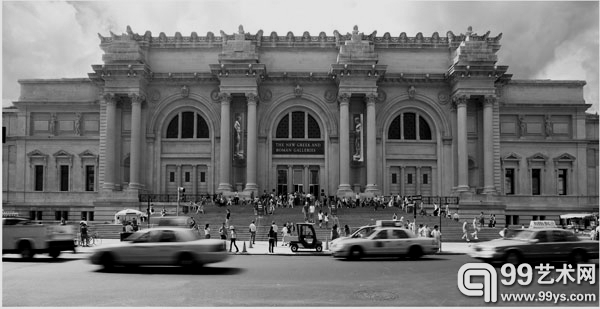 THE NEW GREEK AND
ROMAN GALLERIES
99艺术网
www.99ys.com